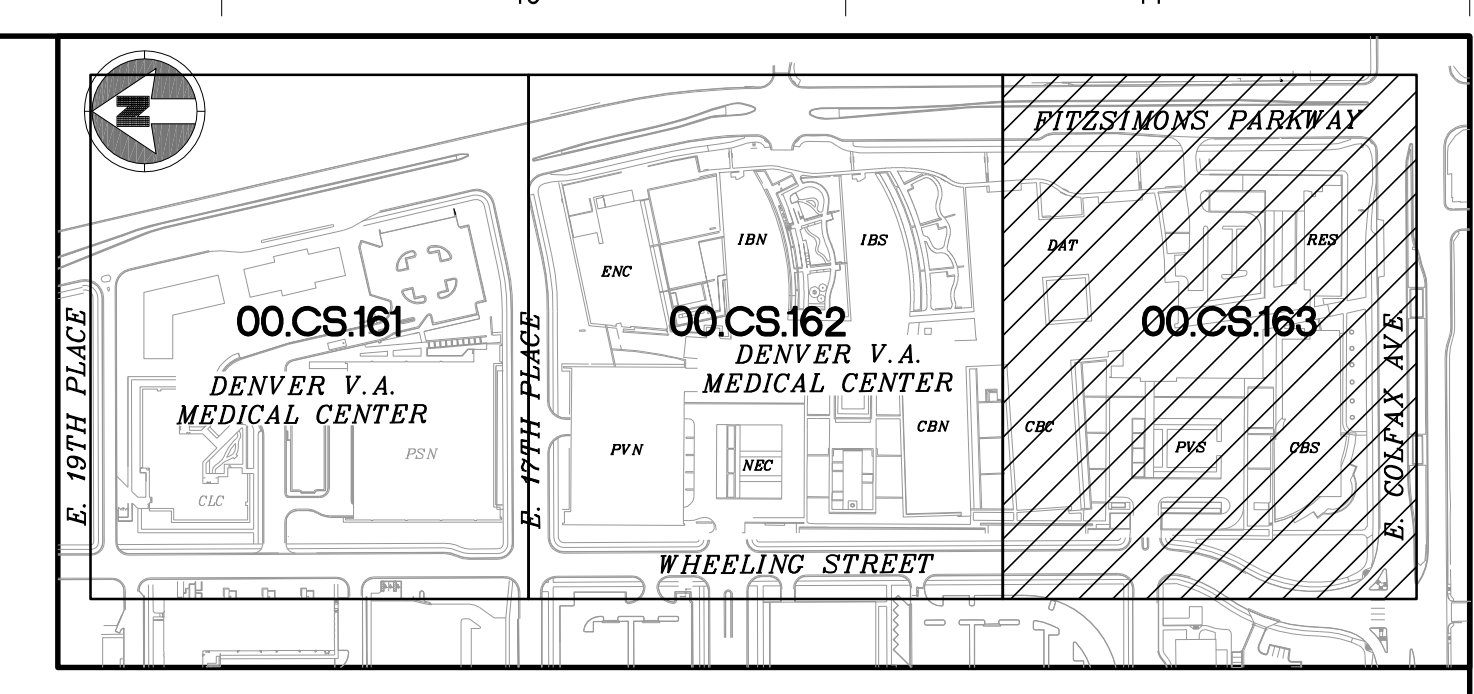 N
FITZSIMONS PARKWAY
IBN
IBS
DAT
RES
ENC
00.CS.161
00.CS.162
00.CS.163
E. 19TH PLACE
E. 17TH PLACE
E. COLFAX AVE
DENVER V.A.
MEDICAL CENTER
DENVER V.A.
MEDICAL CENTER
PSN
CLC
PVN
NEC
CBN
CBC
PVS
CBS
WHEELING STREET